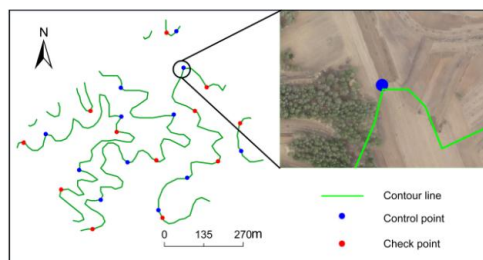 N
0 135 270m
Contour line
Control point
Check point